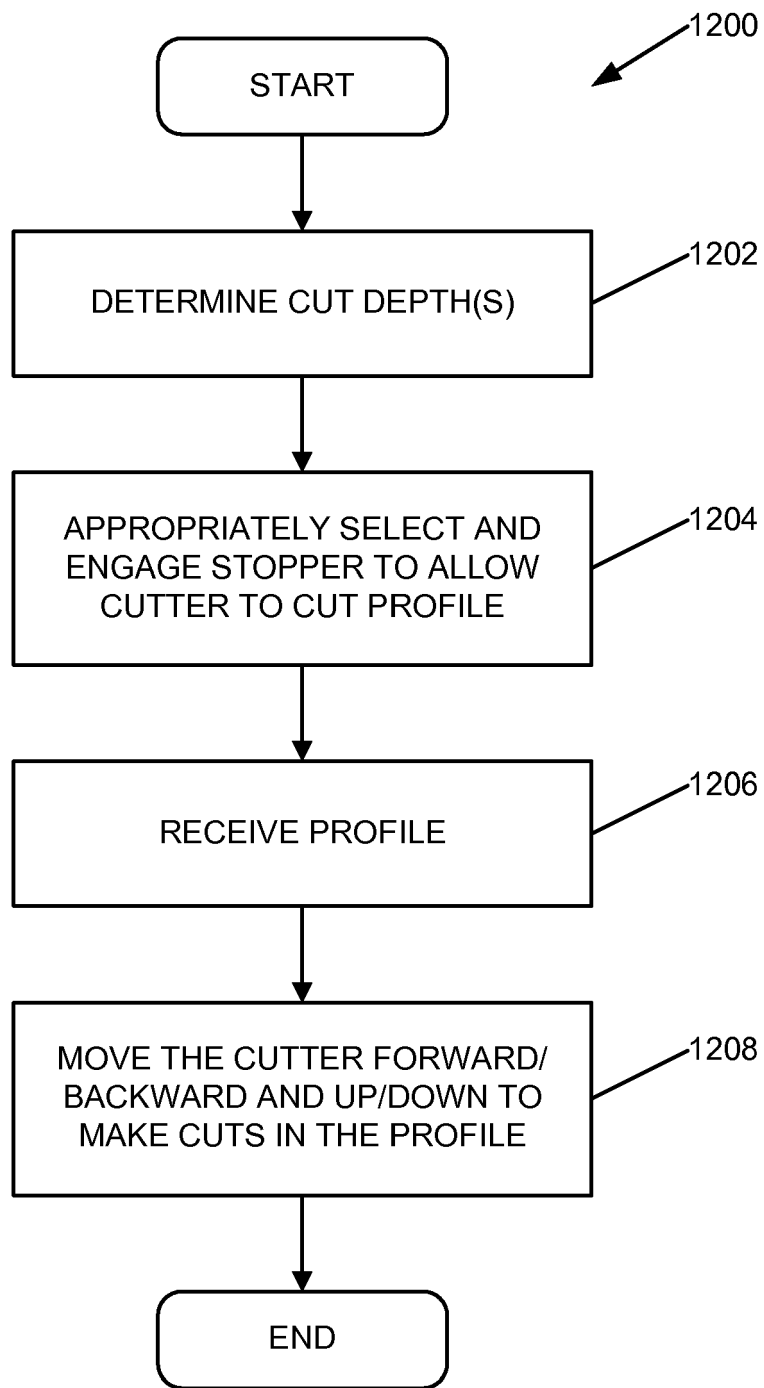 1200
START
1202
DETERMINE CUT DEPTH(S)
1204
APPROPRIATELY SELECT AND
ENGAGE STOPPER TO ALLOW
CUTTER TO CUT PROFILE
1206
RECEIVE PROFILE
1208
MOVE THE CUTTER FORWARD/
BACKWARD AND UP/DOWN TO
MAKE CUTS IN THE PROFILE
END